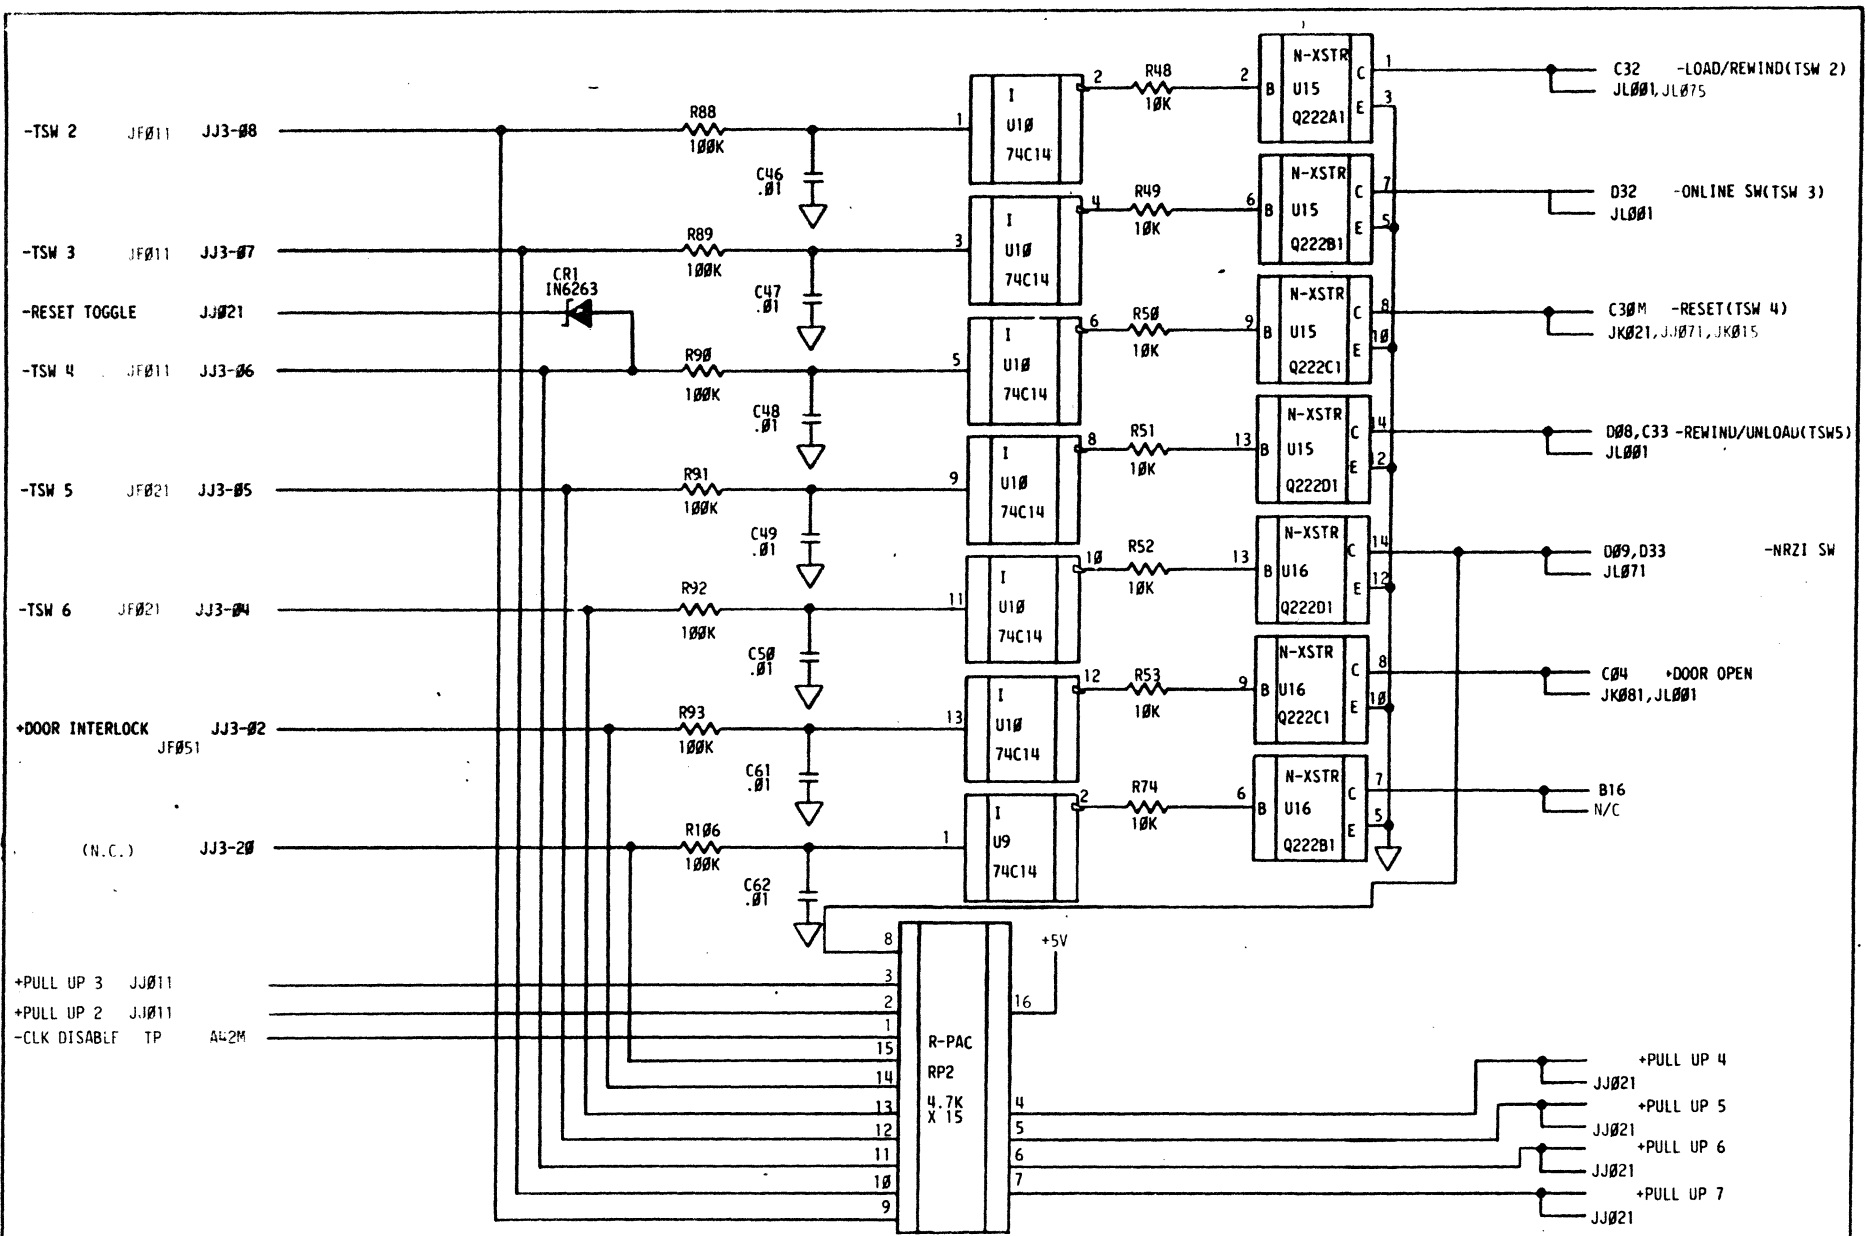 -TSW 2 JFØ11 JJ3-Ø8
R88
100K
C46
.Ø1
1
I
U1Ø
74C14
2
R48
1ØK
2
B
N-XSTR
U15
Q222A1
C
E
1
3
C32 -LOAD/REWIND(TSW 2)
JLØØ1,JLØ75
-TSW 3 JFØ11 JJ3-Ø7
R89
1ØØK
C47
.Ø1
3
I
U1Ø
74C14
4
R49
1ØK
6
B
N-XSTR
U15
Q222B1
C
E
7
5
D32 -ONLINE SW(TSW 3)
JLØØ1
-RESET TOGGLE JJØ21
CR1
IN6263
-TSW 4 JFØ11 JJ3-Ø6
R9Ø
1ØØK
C48
.Ø1
5
I
U1Ø
74C14
6
R5Ø
1ØK
9
B
N-XSTR
U15
Q222C1
C
E
8
1Ø
C3ØM -RESET(TSW 4)
JKØ21,JJØ71,JKØ15
-TSW 5 JFØ21 JJ3-Ø5
R91
1ØØK
C49
.Ø1
9
I
U1Ø
74C14
8
R51
1ØK
13
B
N-XSTR
U15
Q222D1
C
E
14
12
DØ8,C33 -REWIND/UNLOAD(TSW5)
JLØØ1
-TSW 6 JFØ21 JJ3-Ø4
R92
1ØØK
C5Ø
.Ø1
11
I
U1Ø
74C14
1Ø
R52
1ØK
13
B
N-XSTR
U16
Q222D1
C
E
14
12
DØ9,D33 -NRZI SW
JLØ71
+DOOR INTERLOCK JJ3-Ø2
JFØ51
R93
1ØØK
C61
.Ø1
13
I
U1Ø
74C14
12
R53
1ØK
9
B
N-XSTR
U16
Q222C1
C
E
8
1Ø
CØ4 +DOOR OPEN
JKØ81,JLØØ1
(N.C.) JJ3-2Ø
R1Ø6
1ØØK
C62
.Ø1
1
I
U9
74C14
2
R74
1ØK
6
B
N-XSTR
U16
Q222B1
C
E
7
5
B16
N/C
+PULL UP 3 JJØ11
+PULL UP 2 JJØ11
-CLK DISABLE TP A42M
8
3
2
1
15
14
13
12
11
1Ø
9
R-PAC
RP2
4.7K
X 15
+5V
16
4
5
6
7
+PULL UP 4
JJØ21
+PULL UP 5
JJØ21
+PULL UP 6
JJØ21
+PULL UP 7
JJØ21